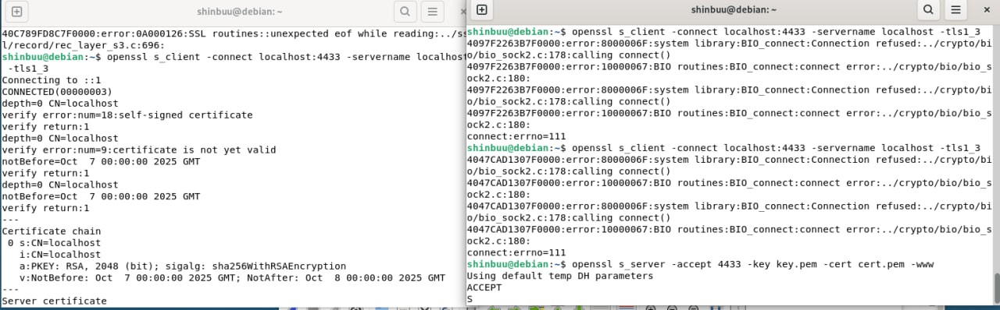 shinbuu@debian: ~
40C789FD8C7F0000:error:0A000126:SSL routines::unexpected eof while reading:../ss
l/record/rec_layer_s3.c:696:
shinbuu@debian:~$ openssl s_client -connect localhost:4433 -servername localhost
 -tls1_3
Connecting to ::1
CONNECTED(00000003)
depth=0 CN=localhost
verify error:num=18:self-signed certificate
verify return:1
depth=0 CN=localhost
verify error:num=9:certificate is not yet valid
notBefore=Oct  7 00:00:00 2025 GMT
verify return:1
depth=0 CN=localhost
notBefore=Oct  7 00:00:00 2025 GMT
verify return:1
---
Certificate chain
 0 s:CN=localhost
   i:CN=localhost
   a:PKEY: RSA, 2048 (bit); sigalg: sha256WithRSAEncryption
   v:NotBefore: Oct  7 00:00:00 2025 GMT; NotAfter: Oct  8 00:00:00 2025 GMT
---
Server certificate
shinbuu@debian: ~
shinbuu@debian:~$ openssl s_client -connect localhost:4433 -servername localhost -tls1_3
4097F2263B7F0000:error:8000006F:system library:BIO_connect:Connection refused:../crypto/bi
o/bio_sock2.c:178:calling connect()
4097F2263B7F0000:error:10000067:BIO routines:BIO_connect:connect error:../crypto/bio/bio_s
ock2.c:180:
4097F2263B7F0000:error:8000006F:system library:BIO_connect:Connection refused:../crypto/bi
o/bio_sock2.c:178:calling connect()
4097F2263B7F0000:error:10000067:BIO routines:BIO_connect:connect error:../crypto/bio/bio_s
ock2.c:180:
connect:errno=111
shinbuu@debian:~$ openssl s_client -connect localhost:4433 -servername localhost -tls1_3
4047CAD1307F0000:error:8000006F:system library:BIO_connect:Connection refused:../crypto/bi
o/bio_sock2.c:178:calling connect()
4047CAD1307F0000:error:10000067:BIO routines:BIO_connect:connect error:../crypto/bio/bio_s
ock2.c:180:
4047CAD1307F0000:error:8000006F:system library:BIO_connect:Connection refused:../crypto/bi
o/bio_sock2.c:178:calling connect()
4047CAD1307F0000:error:10000067:BIO routines:BIO_connect:connect error:../crypto/bio/bio_s
ock2.c:180:
connect:errno=111
shinbuu@debian:~$ openssl s_server -accept 4433 -key key.pem -cert cert.pem -www
Using default temp DH parameters
ACCEPT
S